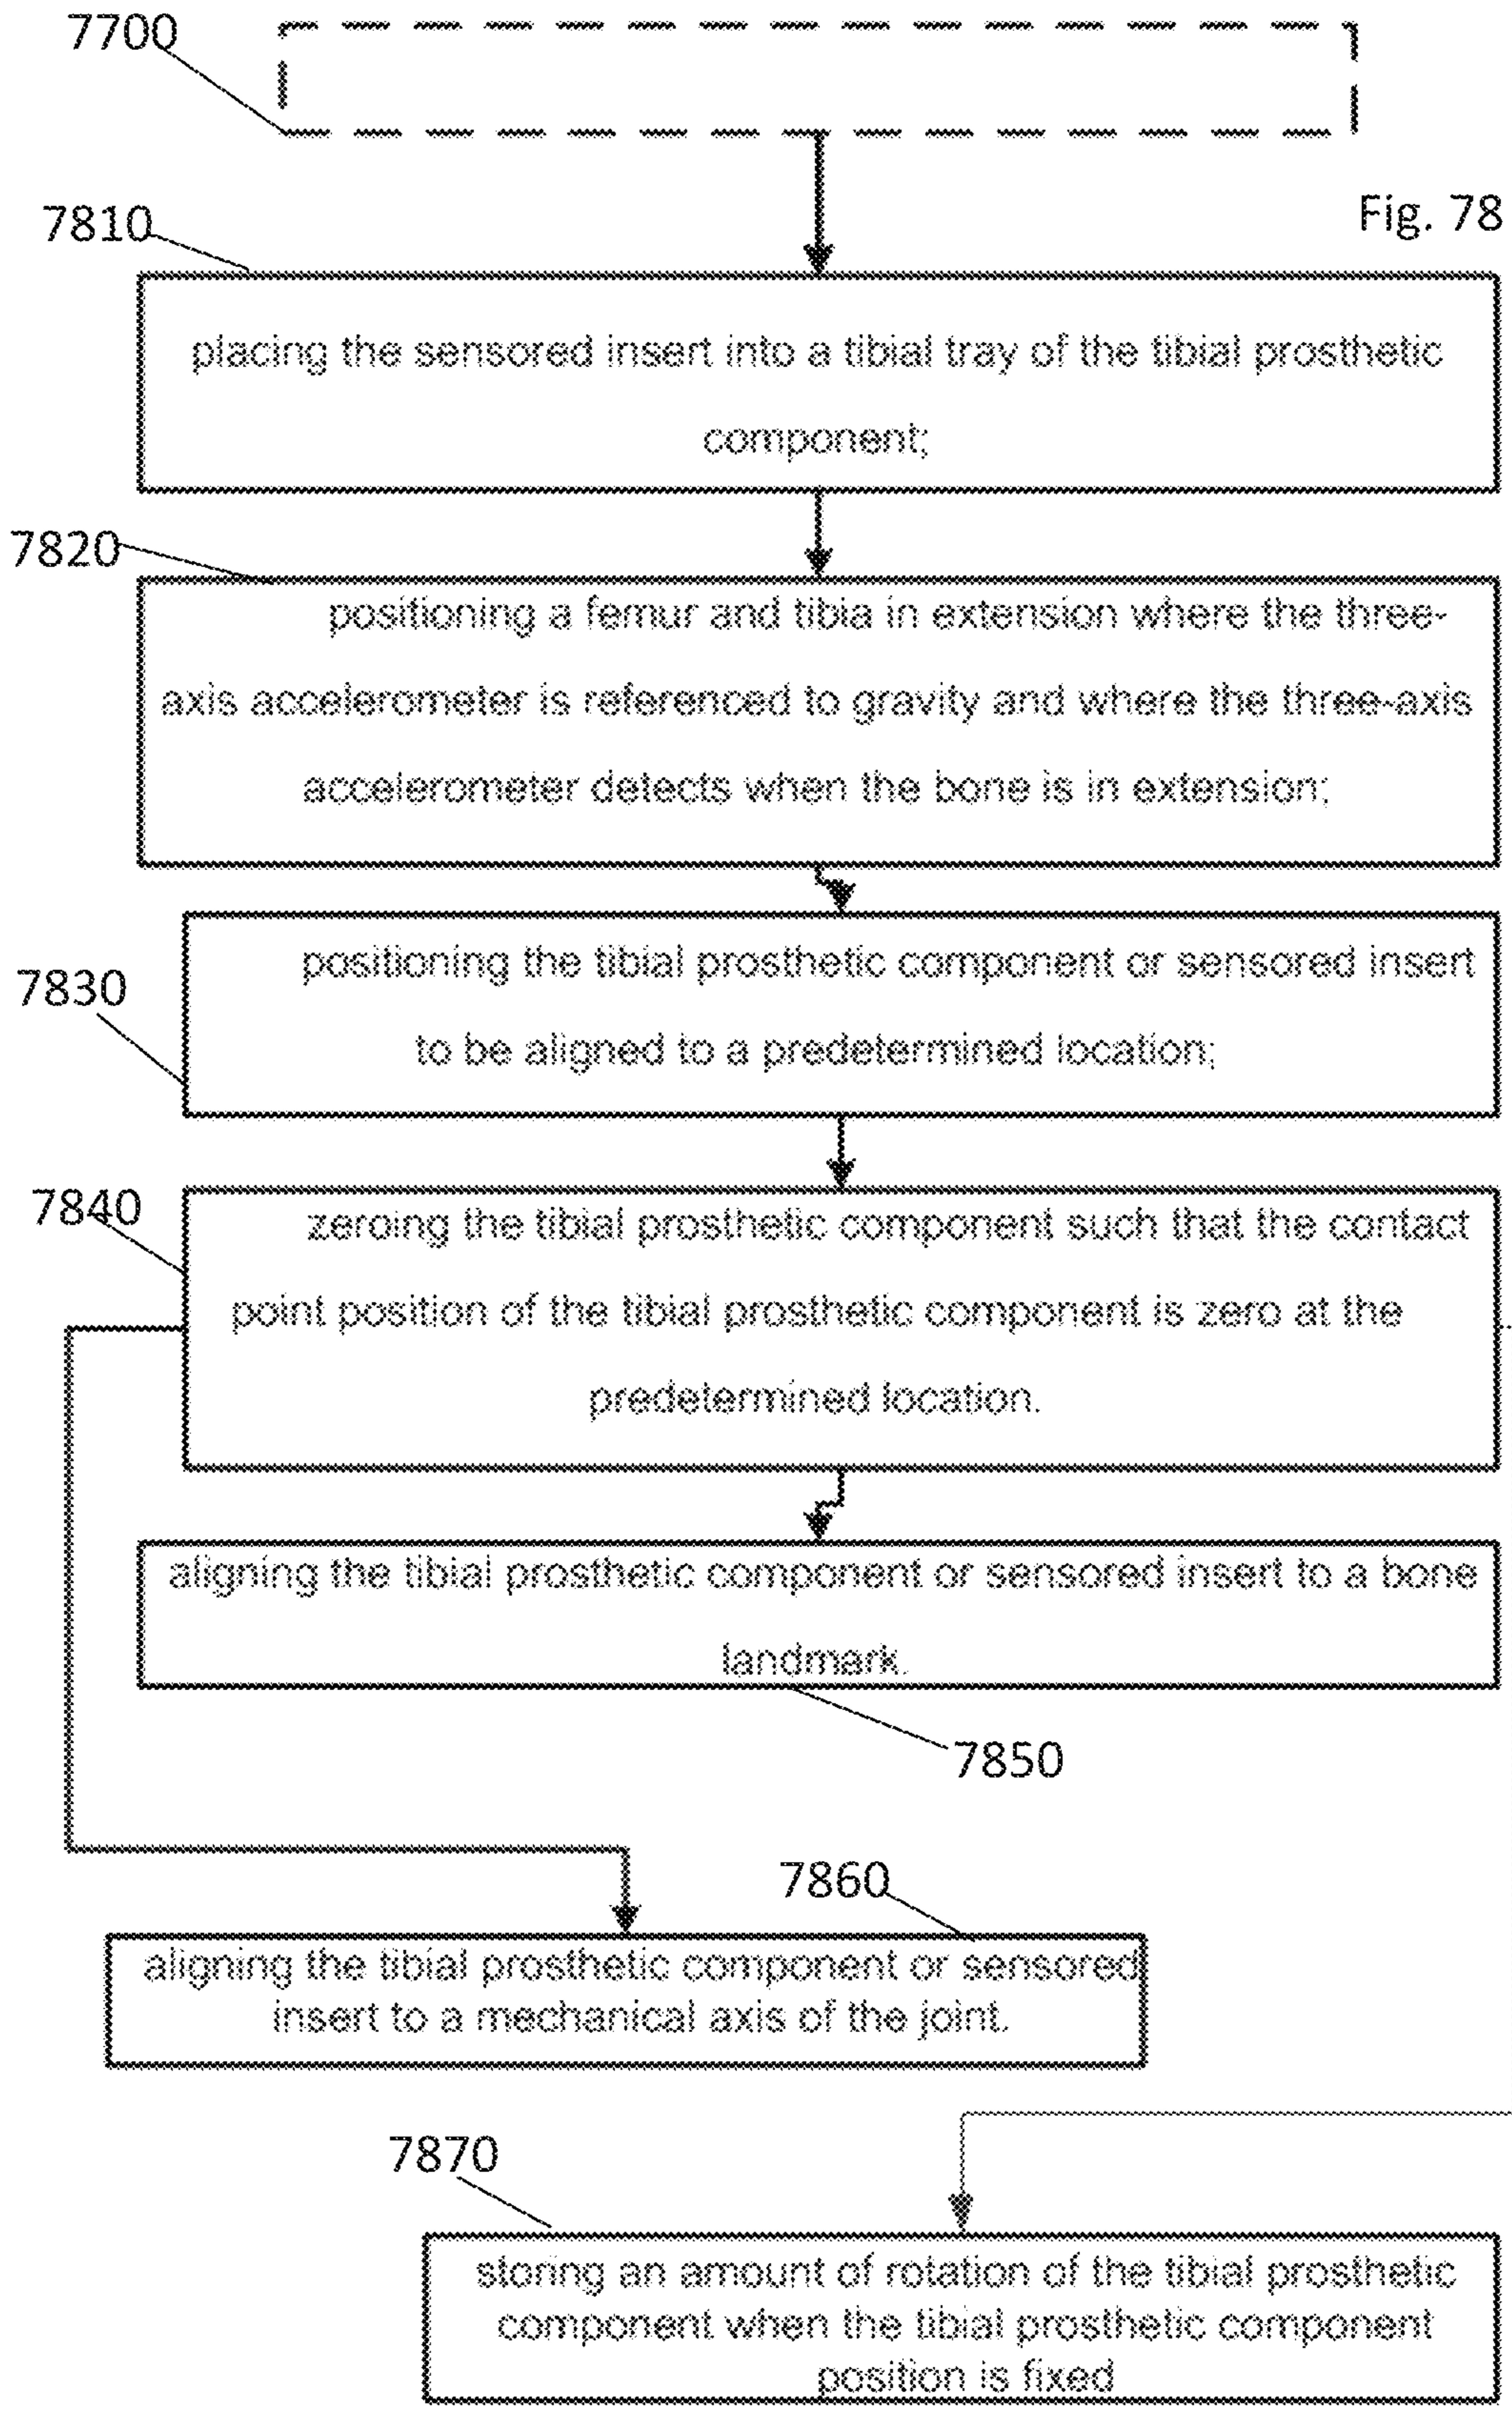 7700
Fig. 78
7810
placing the sensored insert into a tibial tray of the tibial prosthetic
component;
7820
positioning a femur and tibia in extension where the three-
axis accelerometer is referenced to gravity and where the three-axis
accelerometer detects when the bone is in extension;
7830
positioning the tibial prosthetic component or sensored insert
to be aligned to a predetermined location;
7840
zeroing the tibial prosthetic component such that the contact
point position of the tibial prosthetic component is zero at the
predetermined location.
aligning the tibial prosthetic component or sensored insert to a bone
landmark.
7850
7860
aligning the tibial prosthetic component or sensored
insert to a mechanical axis of the joint.
7870
storing an amount of rotation of the tibial prosthetic
component when the tibial prosthetic component
position is fixed